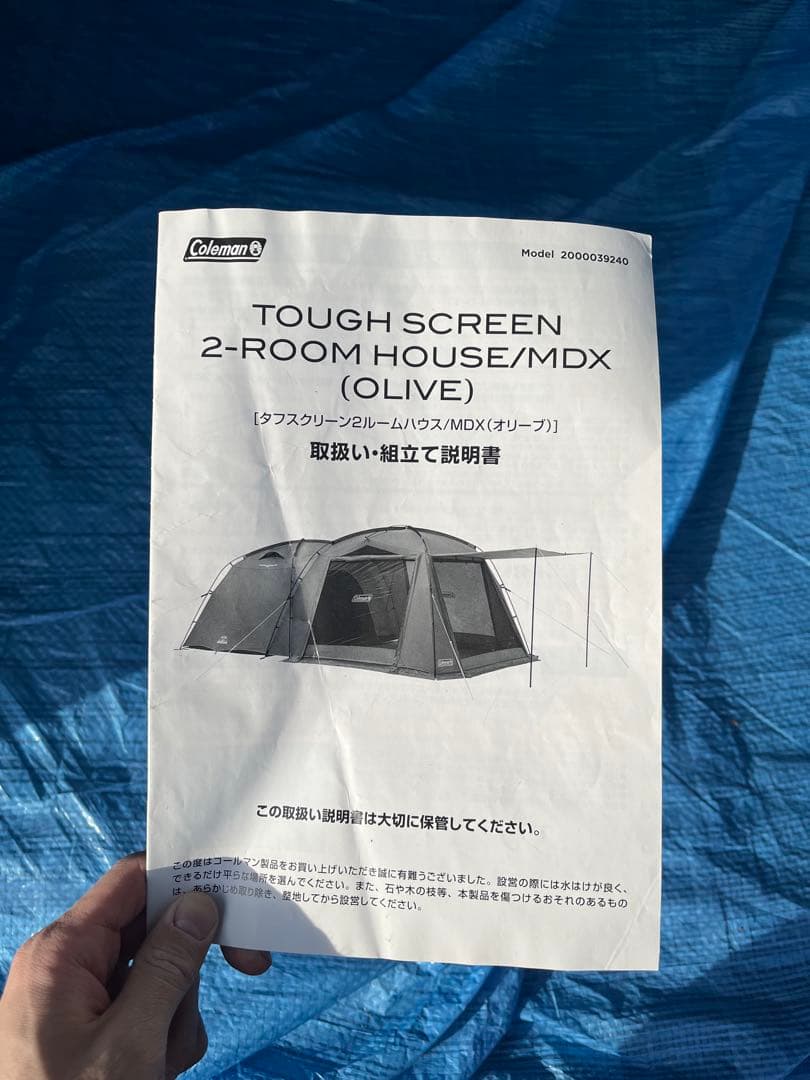 Coleman
Model 2000039240
TOUGH SCREEN
2-ROOM HOUSE/MDX
(OLIVE)
[タフスクリーン2ルームハウス/MDX(オリーブ)]
取扱い・組立て説明書
Coleman
Coleman
この取扱い説明書は大切に保管してください。
この度はコールマン製品をお買い上げいただき誠に有難うございました。設営の際には水はけが良く、
できるだけ平らな場所を選んでください。また、石や木の枝等、本製品を傷つけるおそれのあるもの
は、あらかじめ取り除き、整地してから設営してください。